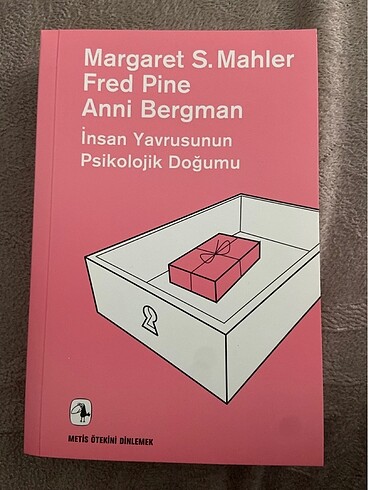 Margaret S. Mahler
Fred Pine
Anni Bergman
İnsan Yavrusunun
Psikolojik Doğumu
METİS ÖTEKİNİ DİNLEMEK